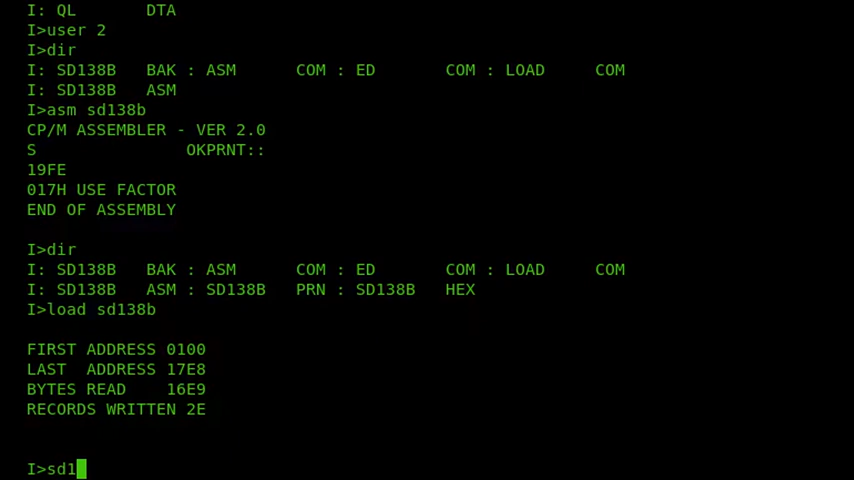 I: QL      DTA
I>user 2
I>dir
I: SD138B   BAK : ASM      COM : ED       COM : LOAD     COM
I: SD138B   ASM
I>asm sd138b
CP/M ASSEMBLER - VER 2.0
S               OKPRNT::
19FE
017H USE FACTOR
END OF ASSEMBLY
I>dir
I: SD138B   BAK : ASM      COM : ED       COM : LOAD     COM
I: SD138B   ASM : SD138B   PRN : SD138B   HEX
I>load sd138b
FIRST ADDRESS 0100
LAST  ADDRESS 17E8
BYTES READ    16E9
RECORDS WRITTEN 2E
I>sd1